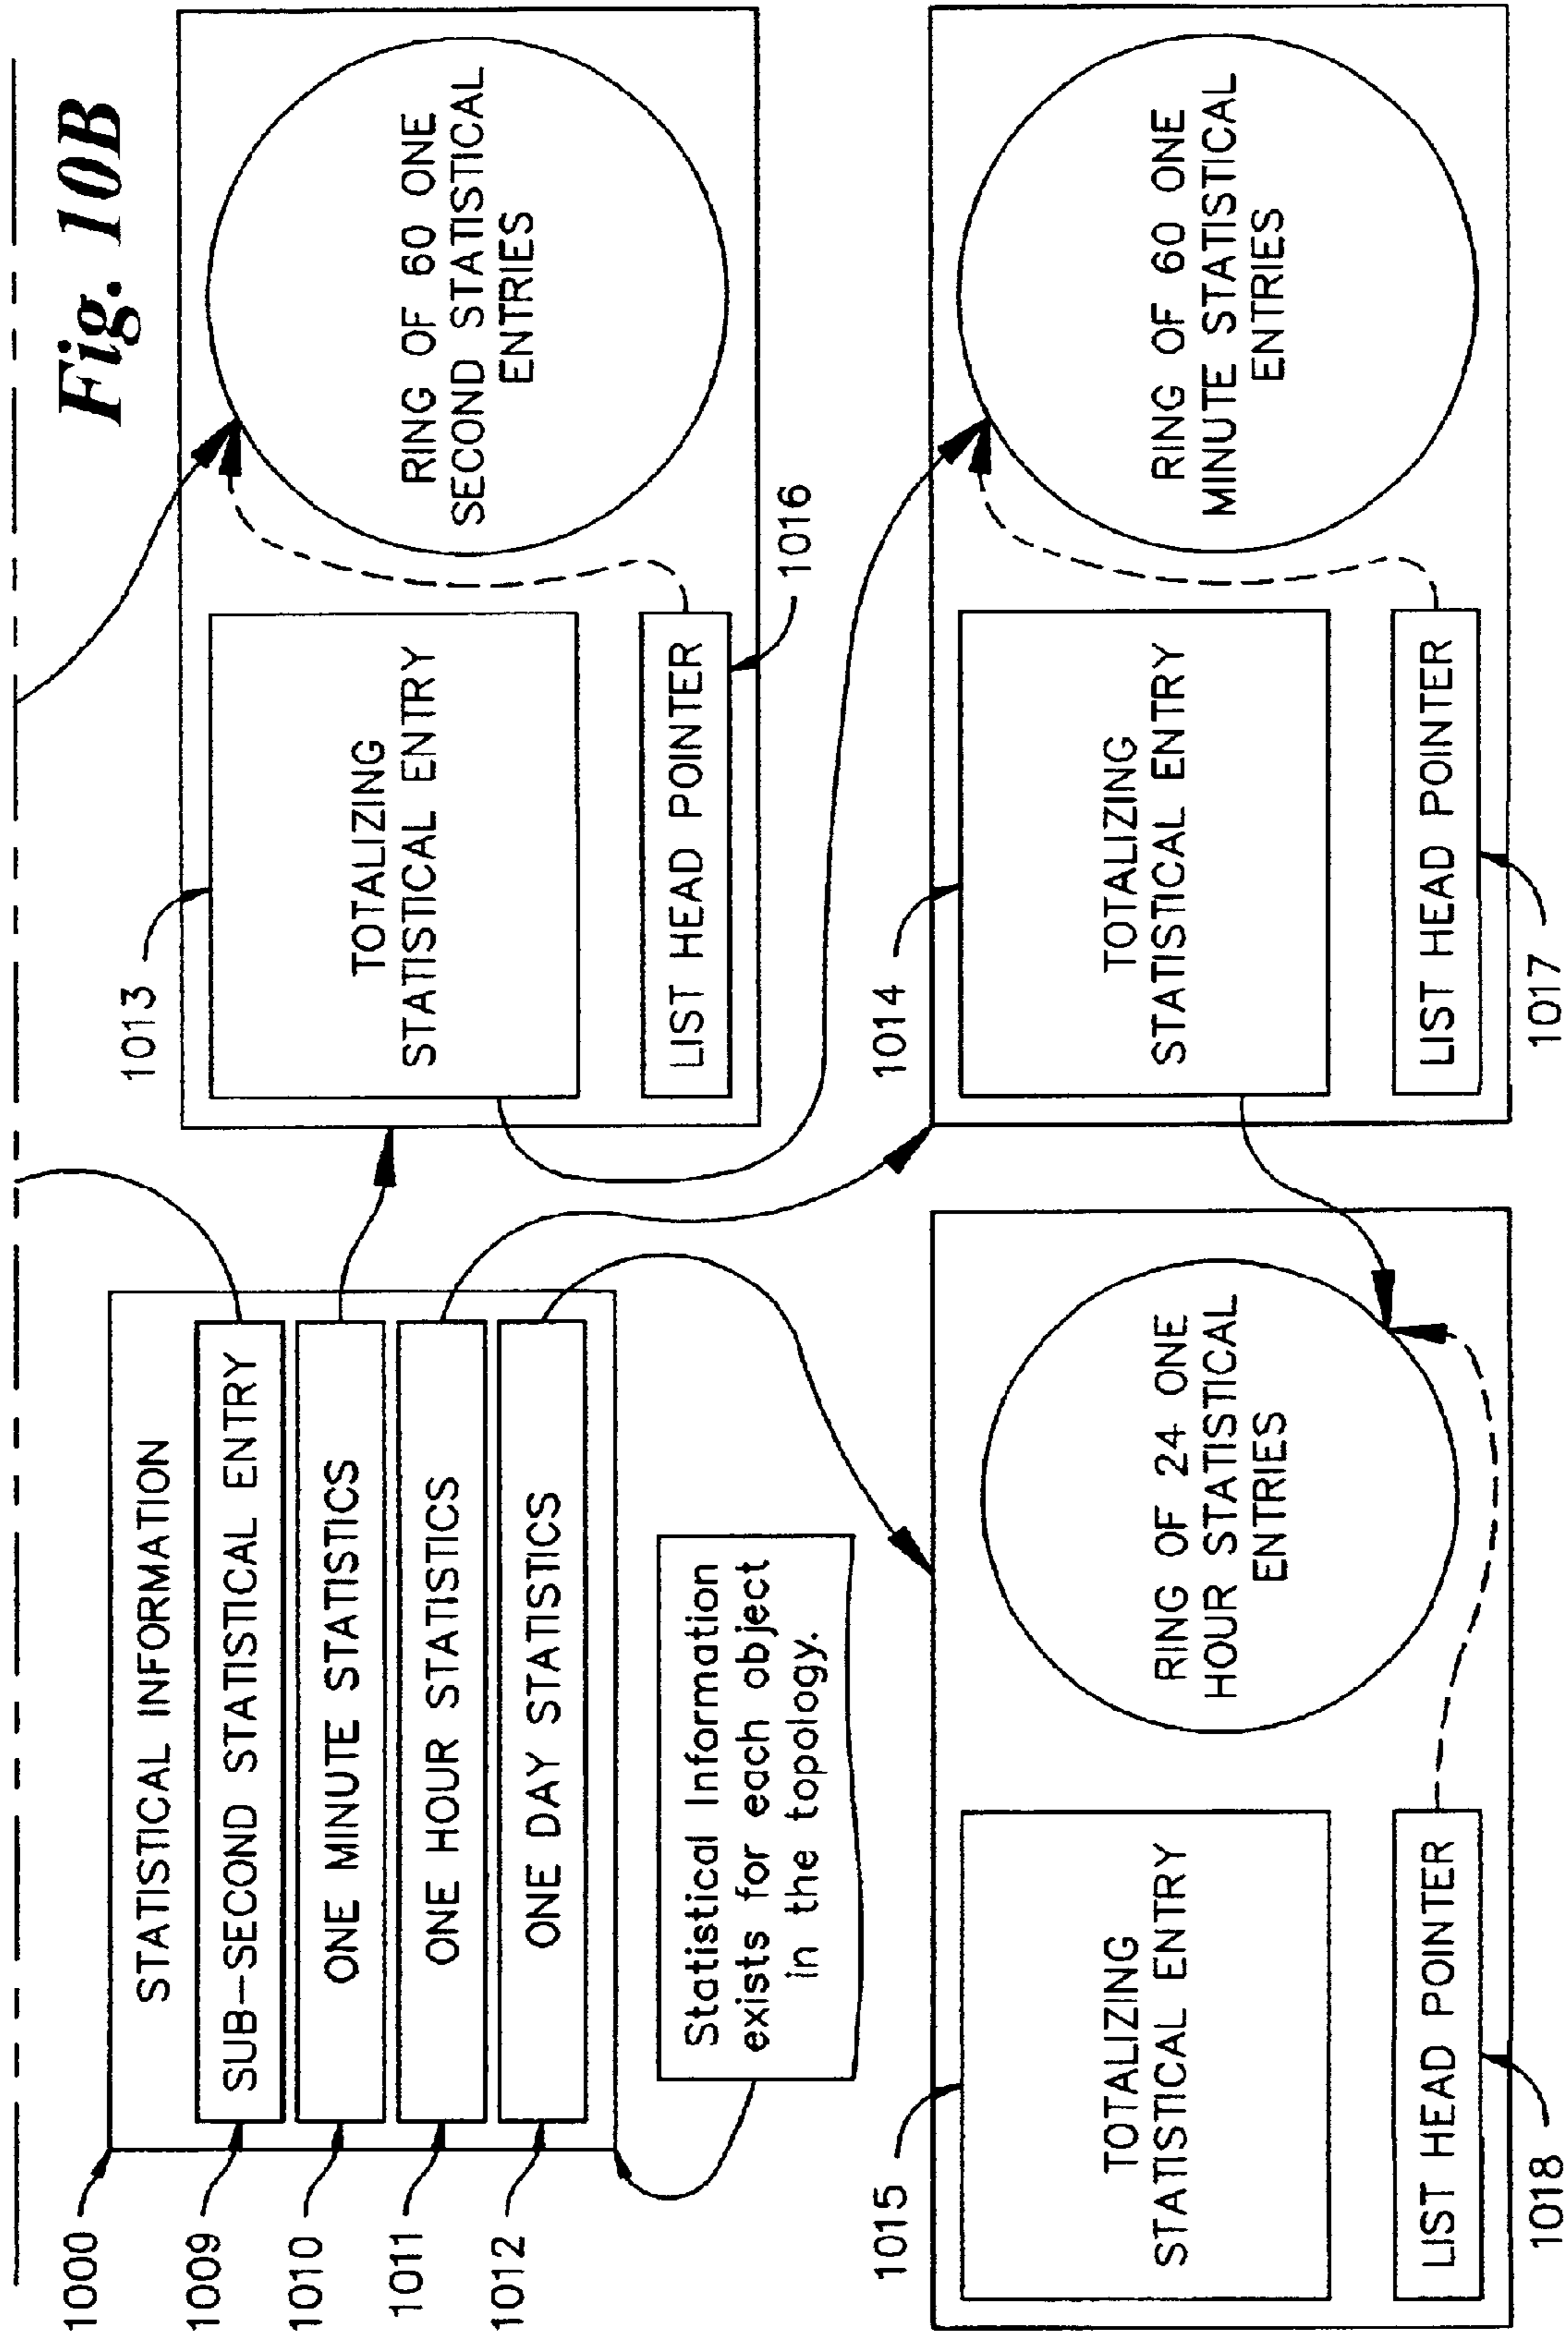 Fig. 10B
1000
STATISTICAL INFORMATION
1009
SUB-SECOND STATISTICAL ENTRY
1010
ONE MINUTE STATISTICS
1011
ONE HOUR STATISTICS
1012
ONE DAY STATISTICS
Statistical Information
exists for each object
in the topology.
1013
TOTALIZING
STATISTICAL ENTRY
LIST HEAD POINTER
1016
RING OF 60 ONE
SECOND STATISTICAL
ENTRIES
1015
TOTALIZING
STATISTICAL ENTRY
LIST HEAD POINTER
1018
RING OF 24 ONE
HOUR STATISTICAL
ENTRIES
1014
TOTALIZING
STATISTICAL ENTRY
LIST HEAD POINTER
1017
RING OF 60 ONE
MINUTE STATISTICAL
ENTRIES